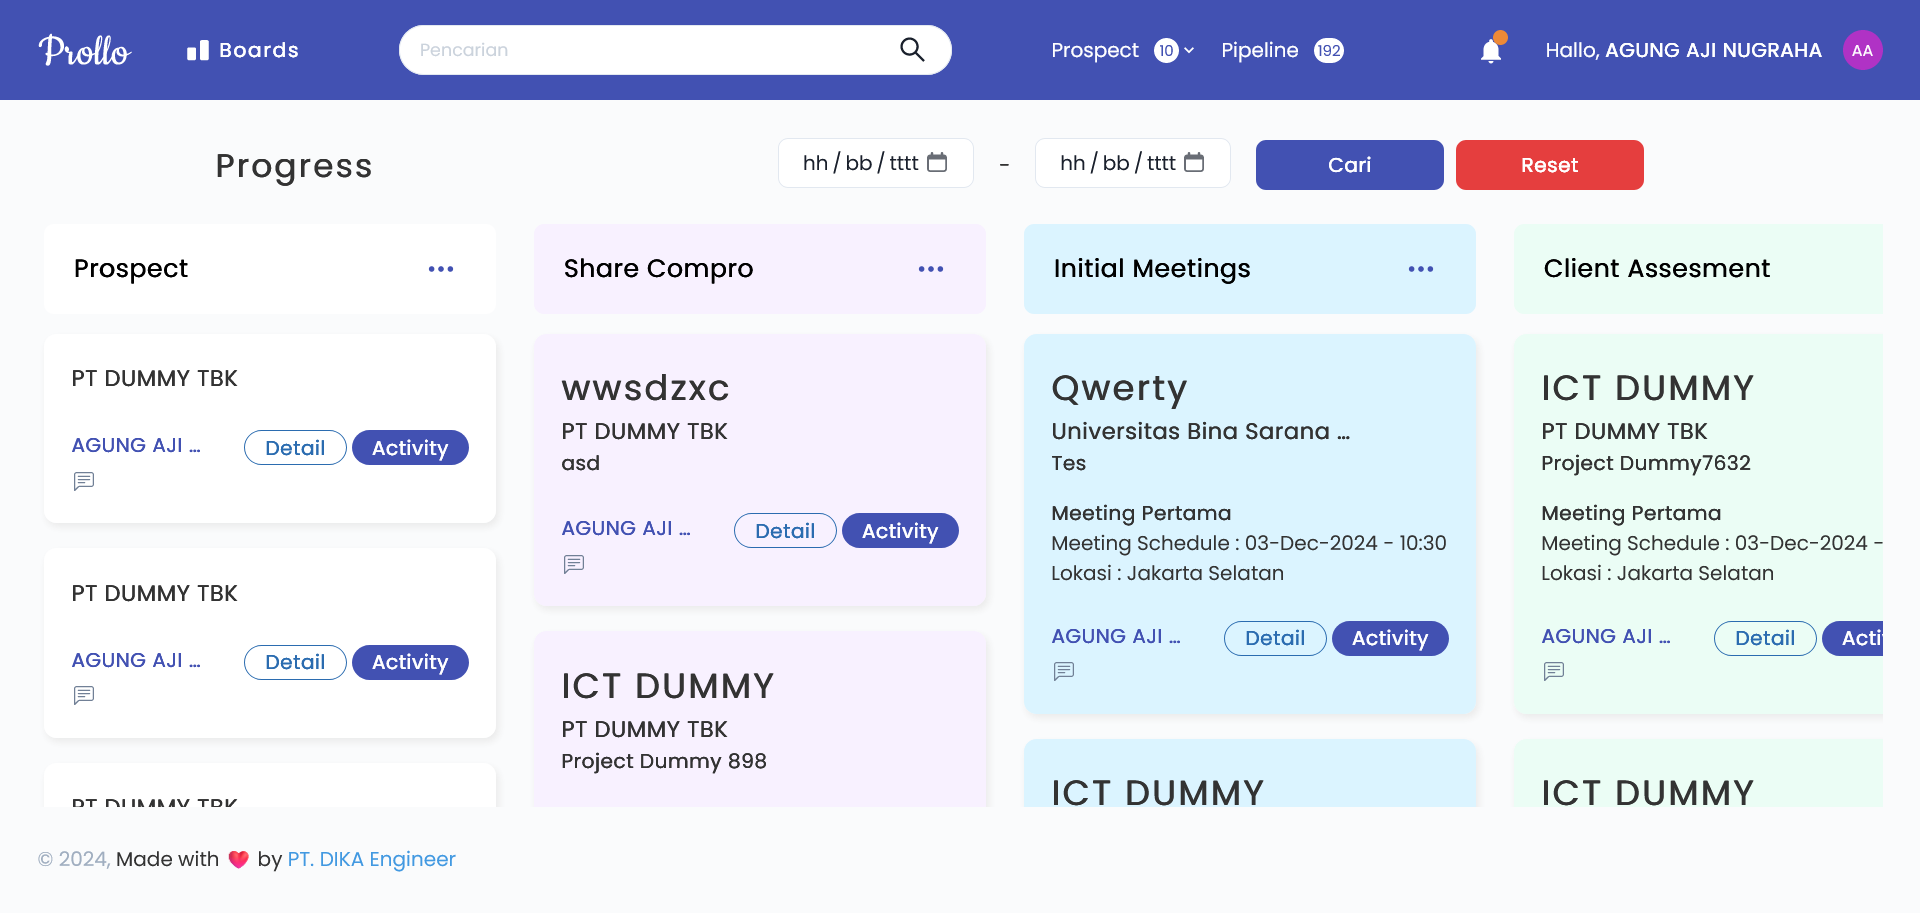 Prollo
Boards
Pencarian
Prospect 10
Pipeline 192
Hallo, AGUNG AJI NUGRAHA
AA
Progress
hh / bb / tttt
-
hh / bb / tttt
Cari
Reset
Prospect
PT DUMMY TBK
AGUNG AJI ...
Detail
Activity
PT DUMMY TBK
AGUNG AJI ...
Detail
Activity
PT DUMMY TBK
Share Compro
wwsdzxc
PT DUMMY TBK
asd
AGUNG AJI ...
Detail
Activity
ICT DUMMY
PT DUMMY TBK
Project Dummy 898
Initial Meetings
Qwerty
Universitas Bina Sarana ...
Tes
Meeting Pertama
Meeting Schedule : 03-Dec-2024 - 10:30
Lokasi : Jakarta Selatan
AGUNG AJI ...
Detail
Activity
ICT DUMMY
Client Assesment
ICT DUMMY
PT DUMMY TBK
Project Dummy7632
Meeting Pertama
Meeting Schedule : 03-Dec-2024 -
Lokasi : Jakarta Selatan
AGUNG AJI ...
Detail
Acti
ICT DUMMY
© 2024, Made with ❤️ by PT. DIKA Engineer